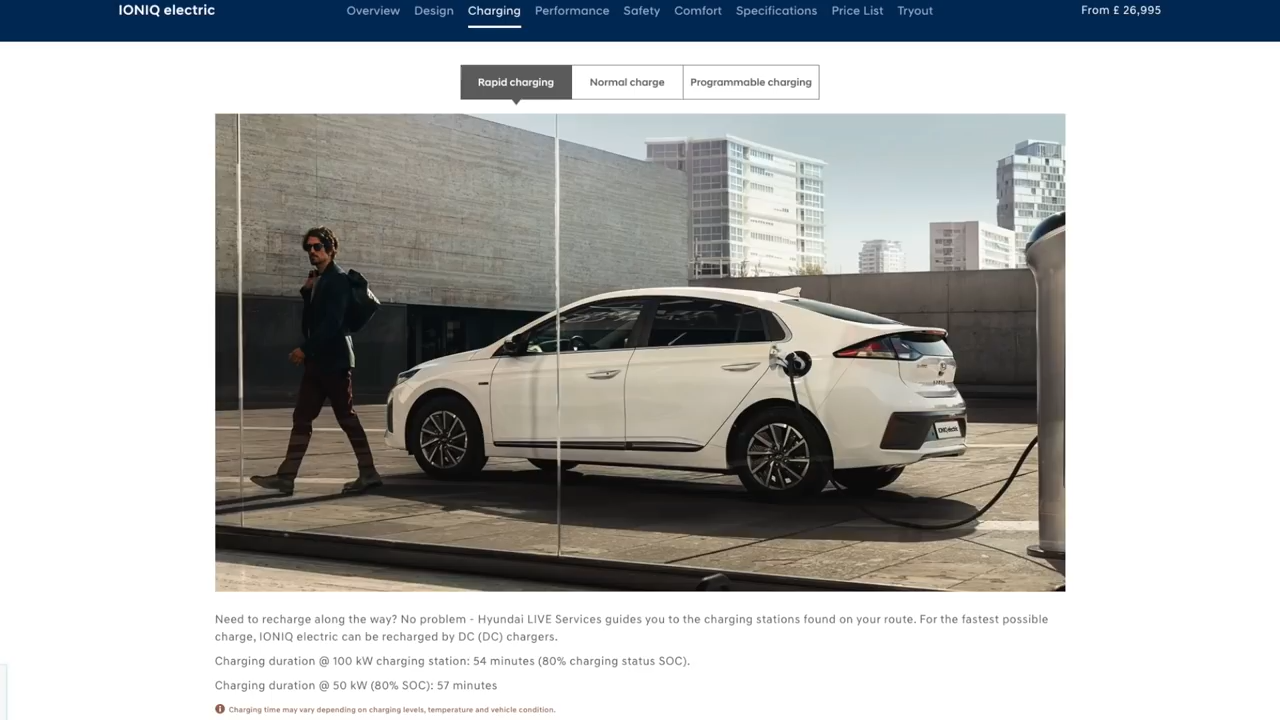 IONIQ electric
Overview Design Charging Performance Safety Comfort Specifications Price List Tryout
From £ 26,995
Rapid charging Normal charge Programmable charging
Need to recharge along the way? No problem - Hyundai LIVE Services guides you to the charging stations found on your route. For the fastest possible
charge, IONIQ electric can be recharged by DC (DC) chargers.
Charging duration @ 100 kW charging station: 54 minutes (80% charging status SOC).
Charging duration @ 50 kW (80% SOC): 57 minutes
Charging time may vary depending on charging levels, temperature and vehicle condition.